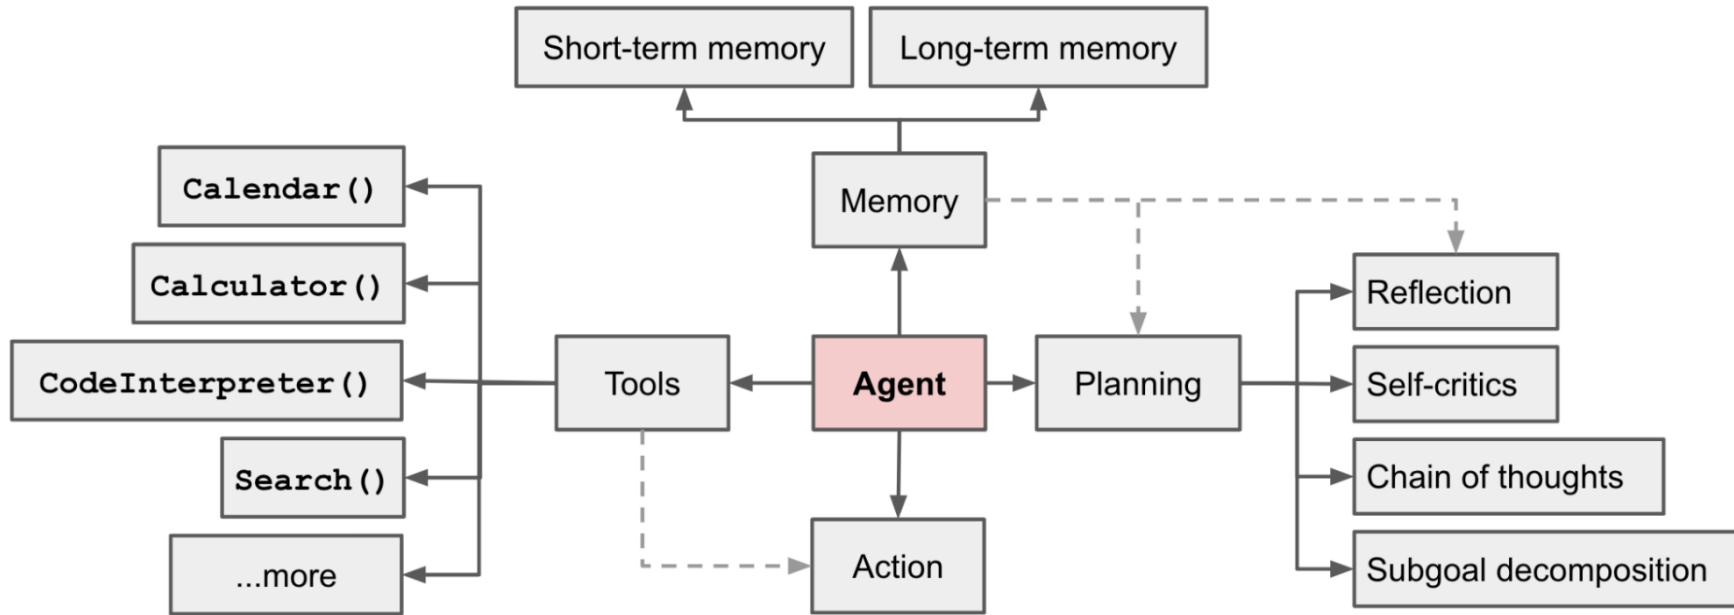 Short-term memory
Long-term memory
Calendar()
Memory
Calculator()
Reflection
CodeInterpreter()
Tools
Agent
Planning
Self-critics
Search()
Chain of thoughts
...more
Action
Subgoal decomposition